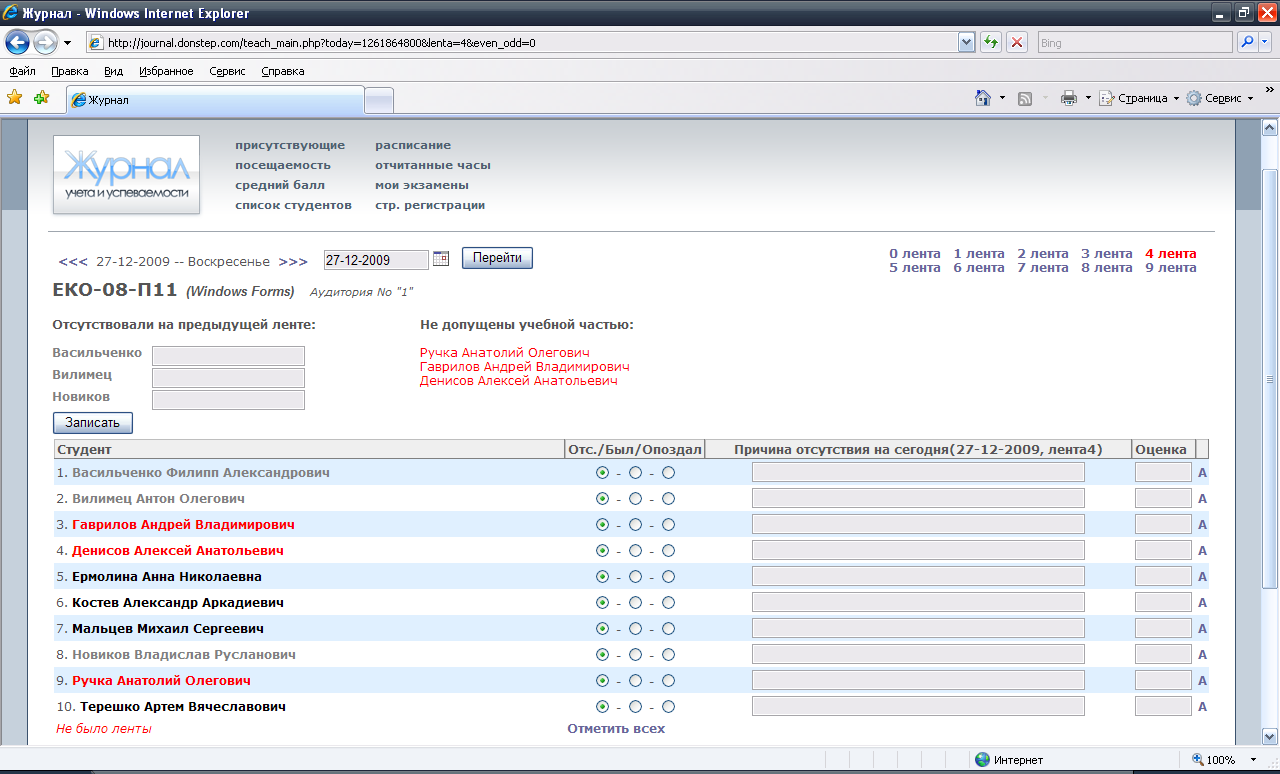 Журнал - Windows Internet Explorer
http://journal.donstep.com/teach_main.php?today=1261864800&lenta=4&even_odd=0
Bing
Файл Правка Вид Избранное Сервис Справка
Журнал
Страница Сервис »
Журнал
учета и успеваемости
присутствующие расписание
посещаемость отчитанные часы
средний балл мои экзамены
список студентов стр. регистрации
<<< 27-12-2009 -- Воскресенье >>> 27-12-2009 Перейти
0 лента 1 лента 2 лента 3 лента 4 лента
5 лента 6 лента 7 лента 8 лента 9 лента
ЕКО-08-П11 (Windows Forms) Аудитория No "1"
Отсутствовали на предыдущей ленте: Не допущены учебной частью:
Васильченко Ручка Анатолий Олегович
Вилимец Гаврилов Андрей Владимирович
Новиков Денисов Алексей Анатольевич
Записать
Студент Отс./Был/Опоздал Причина отсутствия на сегодня(27-12-2009, лента4) Оценка
1. Васильченко Филипп Александрович - - А
2. Вилимец Антон Олегович - - А
3. Гаврилов Андрей Владимирович - - А
4. Денисов Алексей Анатольевич - - А
5. Ермолина Анна Николаевна - - А
6. Костев Александр Аркадиевич - - А
7. Мальцев Михаил Сергеевич - - А
8. Новиков Владислав Русланович - - А
9. Ручка Анатолий Олегович - - А
10. Терешко Артем Вячеславович - - А
Не было ленты Отметить всех
Интернет 100%